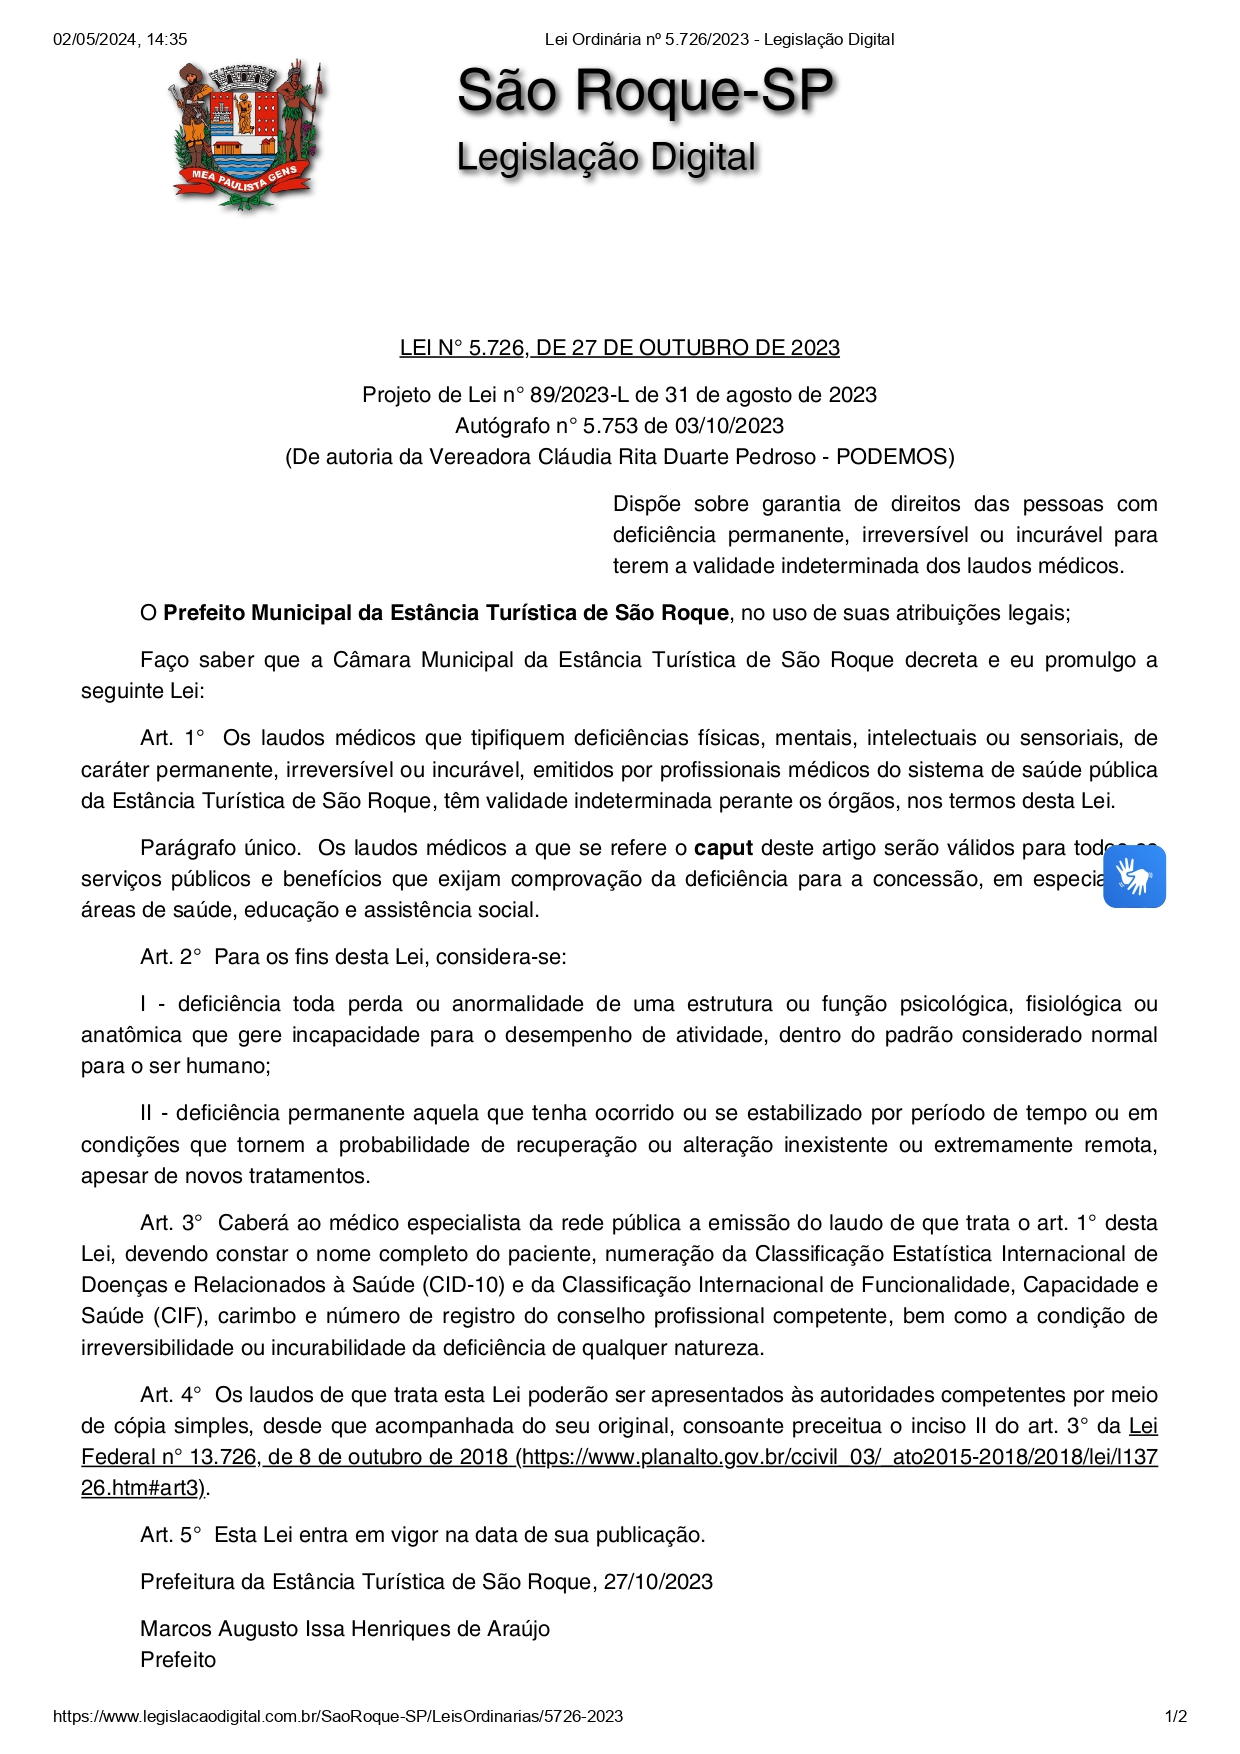 02/05/2024, 14:35
Lei Ordinária nº 5.726/2023 - Legislação Digital
São Roque-SP
Legislação Digital
MEA PAULISTA GENS
LEI N° 5.726, DE 27 DE OUTUBRO DE 2023
Projeto de Lei n° 89/2023-L de 31 de agosto de 2023
Autógrafo n° 5.753 de 03/10/2023
(De autoria da Vereadora Cláudia Rita Duarte Pedroso - PODEMOS)
Dispõe sobre garantia de direitos das pessoas com
deficiência permanente, irreversível ou incurável para
terem a validade indeterminada dos laudos médicos.
O Prefeito Municipal da Estância Turística de São Roque, no uso de suas atribuições legais;
Faço saber que a Câmara Municipal da Estância Turística de São Roque decreta e eu promulgo a
seguinte Lei:
Art. 1° Os laudos médicos que tipifiquem deficiências físicas, mentais, intelectuais ou sensoriais, de
caráter permanente, irreversível ou incurável, emitidos por profissionais médicos do sistema de saúde pública
da Estância Turística de São Roque, têm validade indeterminada perante os órgãos, nos termos desta Lei.
Parágrafo único. Os laudos médicos a que se refere o caput deste artigo serão válidos para todos os
serviços públicos e benefícios que exijam comprovação da deficiência para a concessão, em especia
áreas de saúde, educação e assistência social.
Art. 2° Para os fins desta Lei, considera-se:
I - deficiência toda perda ou anormalidade de uma estrutura ou função psicológica, fisiológica ou
anatômica que gere incapacidade para o desempenho de atividade, dentro do padrão considerado normal
para o ser humano;
II - deficiência permanente aquela que tenha ocorrido ou se estabilizado por período de tempo ou em
condições que tornem a probabilidade de recuperação ou alteração inexistente ou extremamente remota,
apesar de novos tratamentos.
Art. 3° Caberá ao médico especialista da rede pública a emissão do laudo de que trata o art. 1° desta
Lei, devendo constar o nome completo do paciente, numeração da Classificação Estatística Internacional de
Doenças e Relacionados à Saúde (CID-10) e da Classificação Internacional de Funcionalidade, Capacidade e
Saúde (CIF), carimbo e número de registro do conselho profissional competente, bem como a condição de
irreversibilidade ou incurabilidade da deficiência de qualquer natureza.
Art. 4° Os laudos de que trata esta Lei poderão ser apresentados às autoridades competentes por meio
de cópia simples, desde que acompanhada do seu original, consoante preceitua o inciso II do art. 3° da Lei
Federal n° 13.726, de 8 de outubro de 2018 (https://www.planalto.gov.br/ccivil_03/_ato2015-2018/2018/lei/l137
26.htm#art3).
Art. 5° Esta Lei entra em vigor na data de sua publicação.
Prefeitura da Estância Turística de São Roque, 27/10/2023
Marcos Augusto Issa Henriques de Araújo
Prefeito
https://www.legislacaodigital.com.br/SaoRoque-SP/LeisOrdinarias/5726-2023
1/2